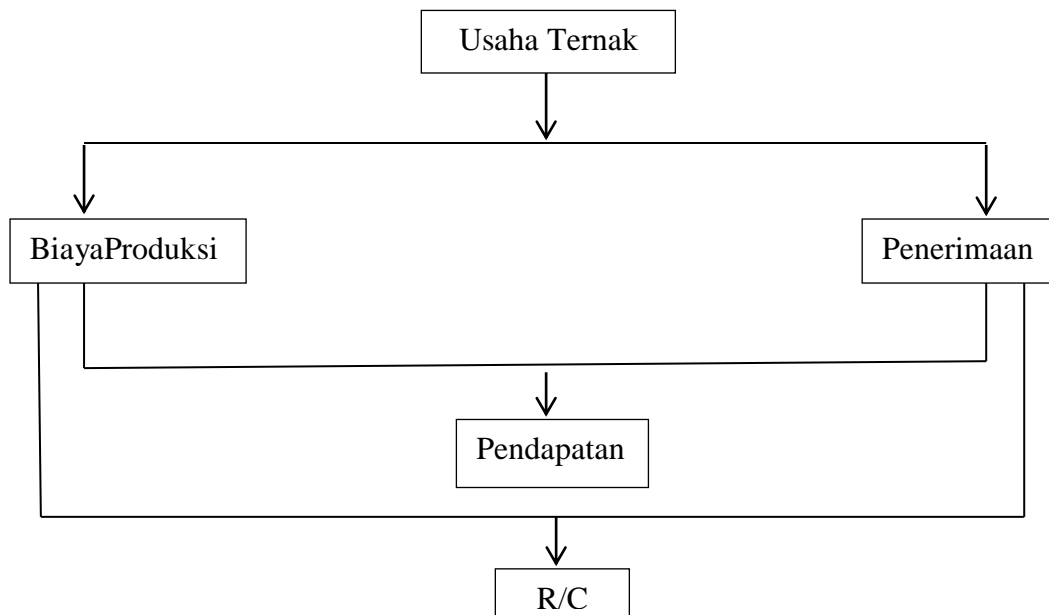 Usaha Ternak
BiayaProduksi
Penerimaan
Pendapatan
R/C